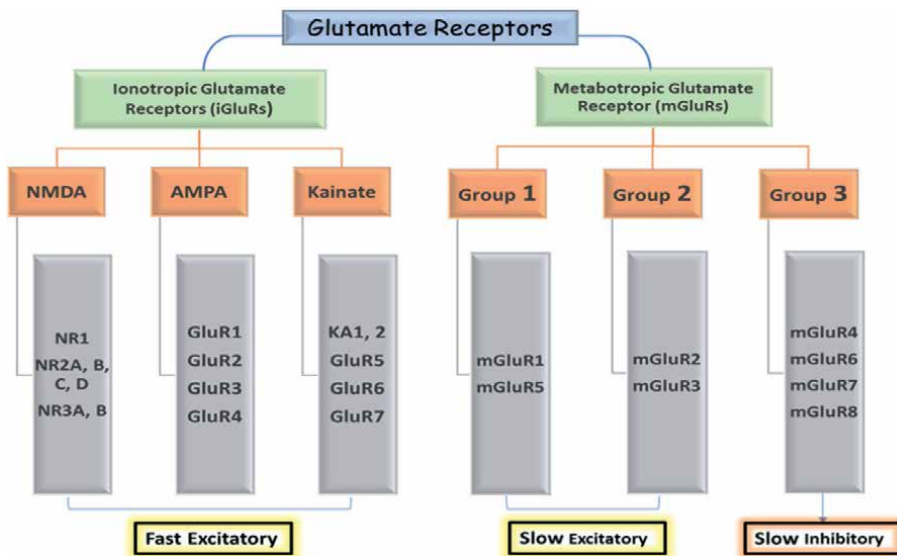 Glutamate Receptors
Ionotropic Glutamate
Receptors (iGluRs)
Metabotropic Glutamate
Receptor (mGluRs)
NMDA
AMPA
Kainate
Group 1
Group 2
Group 3
NR1
NR2A, B,
C, D
NR3A, B
GluR1
GluR2
GluR3
GluR4
KA1, 2
GluR5
GluR6
GluR7
mGluR1
mGluR5
mGluR2
mGluR3
mGluR4
mGluR6
mGluR7
mGluR8
Fast Excitatory
Slow Excitatory
Slow Inhibitory